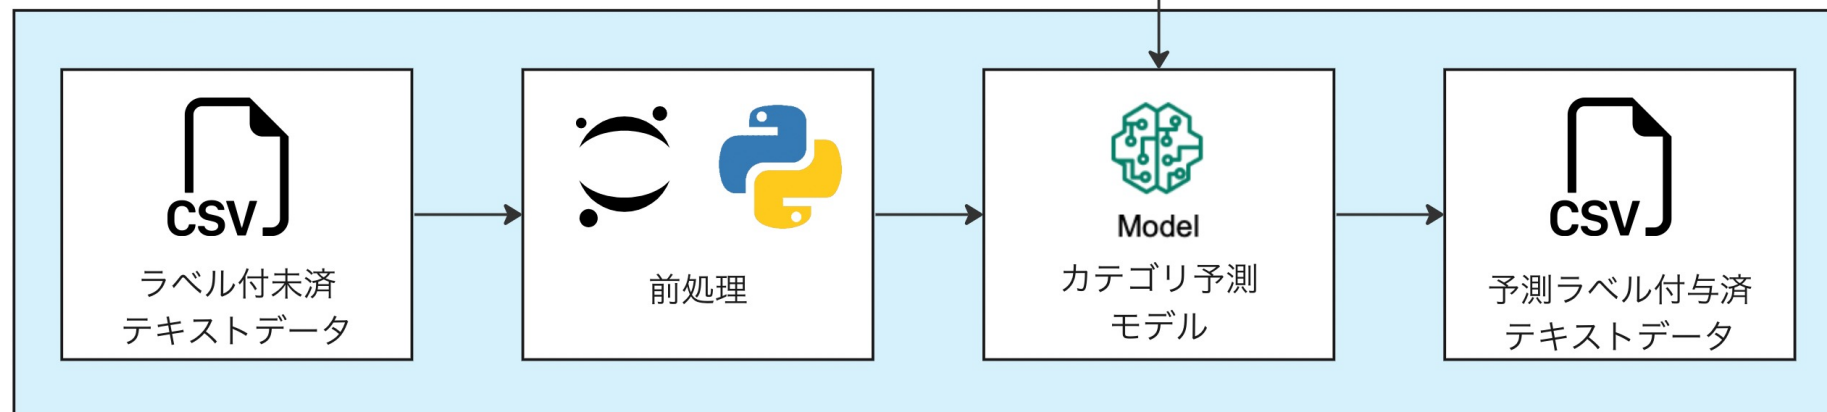 CSV
ラベル付未済
テキストデータ
前処理
Model
カテゴリ予測
モデル
CSV
予測ラベル付与済
テキストデータ